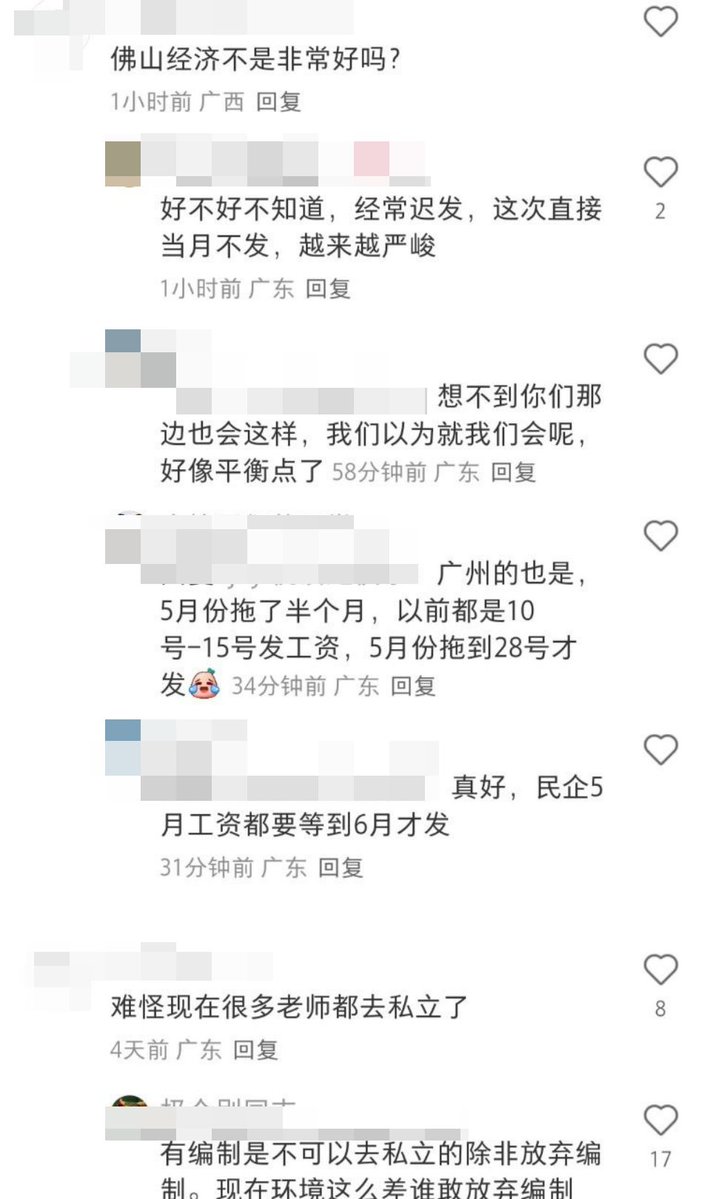 佛山经济不是非常好吗？
1小时前 广西 回复
好不好不知道，经常迟发，这次直接
2
当月不发，越来越严峻
1小时前 广东 回复
想不到你们那
边也会这样，我们以为就我们会呢，
好像平衡点了 58分钟前 广东 回复
广州的也是，
5月份拖了半个月，以前都是10
号-15号发工资，5月份拖到28号才
发 34分钟前 广东 回复
真好，民企5
月工资都要等到6月才发
31分钟前 广东 回复
难怪现在很多老师都去私立了
8
4天前 广东 回复
有编制是不可以去私立的除非放弃编
17
制。现在环境这么差谁敢放弃编制